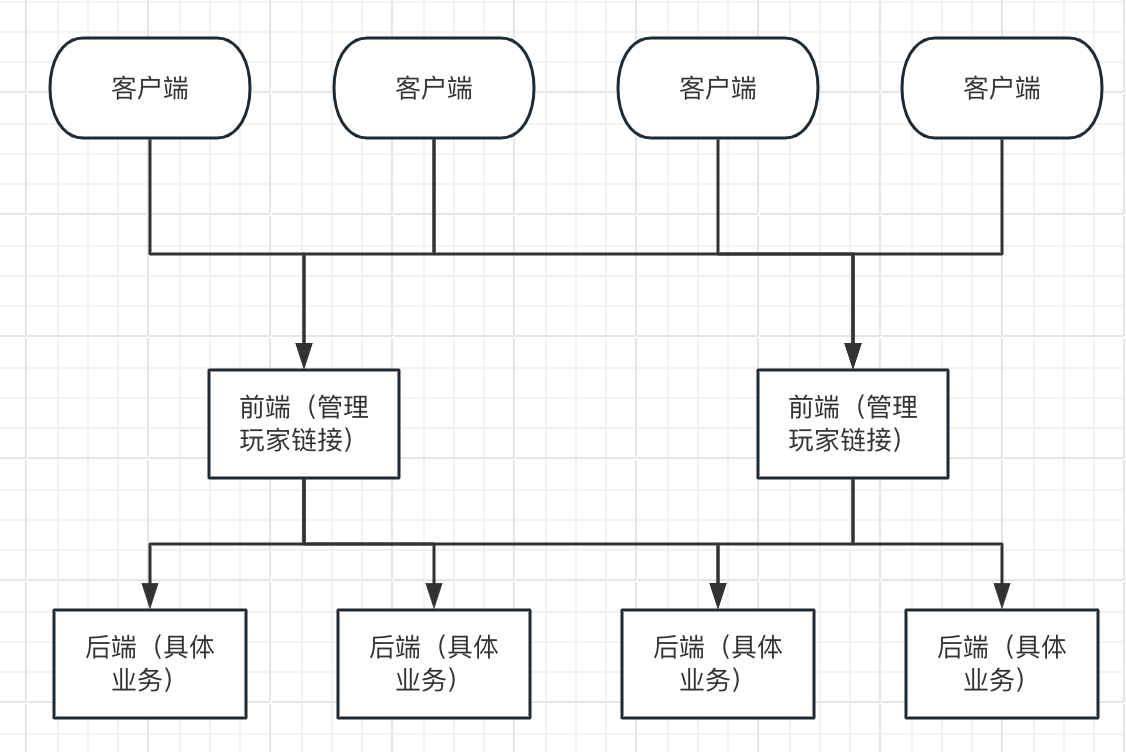 客户端
客户端
客户端
客户端
前端（管理
玩家链接）
前端（管理
玩家链接）
后端（具体
业务）
后端（具体
业务）
后端（具体
业务）
后端（具体
业务）